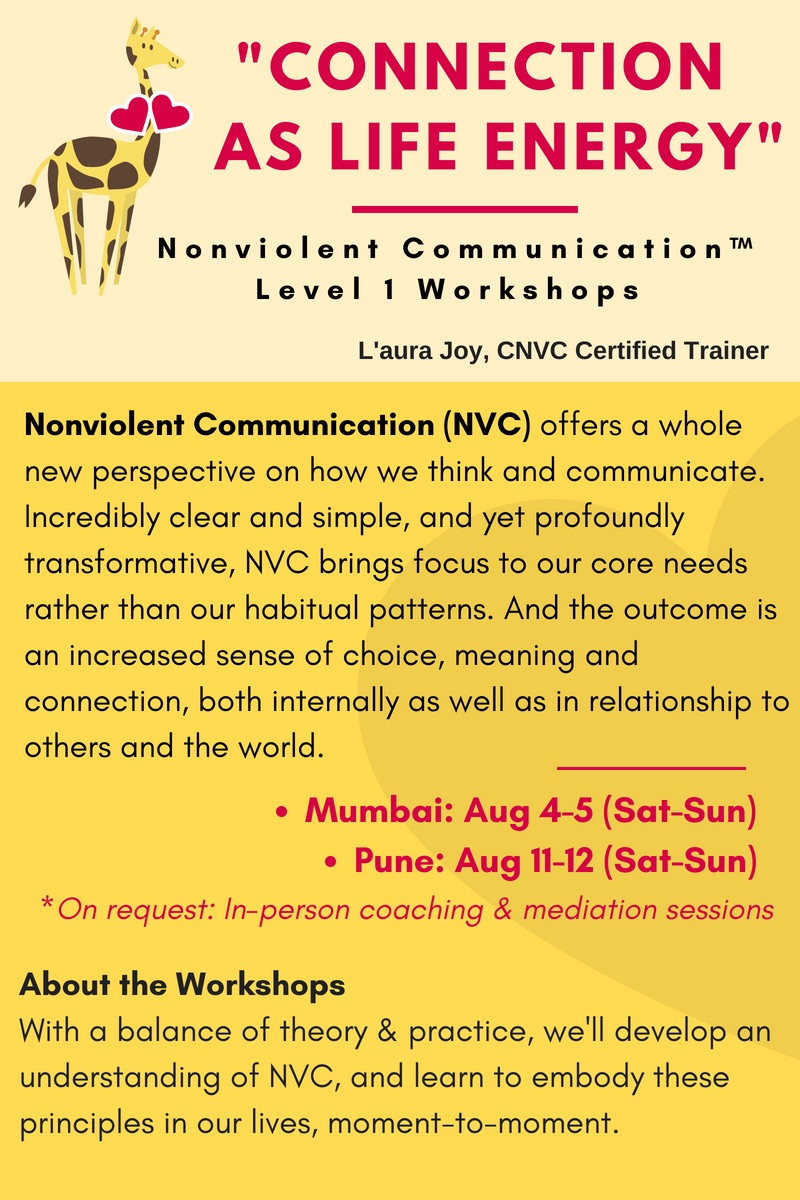 "CONNECTION
AS LIFE ENERGY"
Nonviolent Communication™
Level 1 Workshops
L'aura Joy, CNVC Certified Trainer
Nonviolent Communication (NVC) offers a whole
new perspective on how we think and communicate.
Incredibly clear and simple, and yet profoundly
transformative, NVC brings focus to our core needs
rather than our habitual patterns. And the outcome is
an increased sense of choice, meaning and
connection, both internally as well as in relationship to
others and the world.
• Mumbai: Aug 4-5 (Sat-Sun)
• Pune: Aug 11-12 (Sat-Sun)
*On request: In-person coaching & mediation sessions
About the Workshops
With a balance of theory & practice, we'll develop an
understanding of NVC, and learn to embody these
principles in our lives, moment-to-moment.